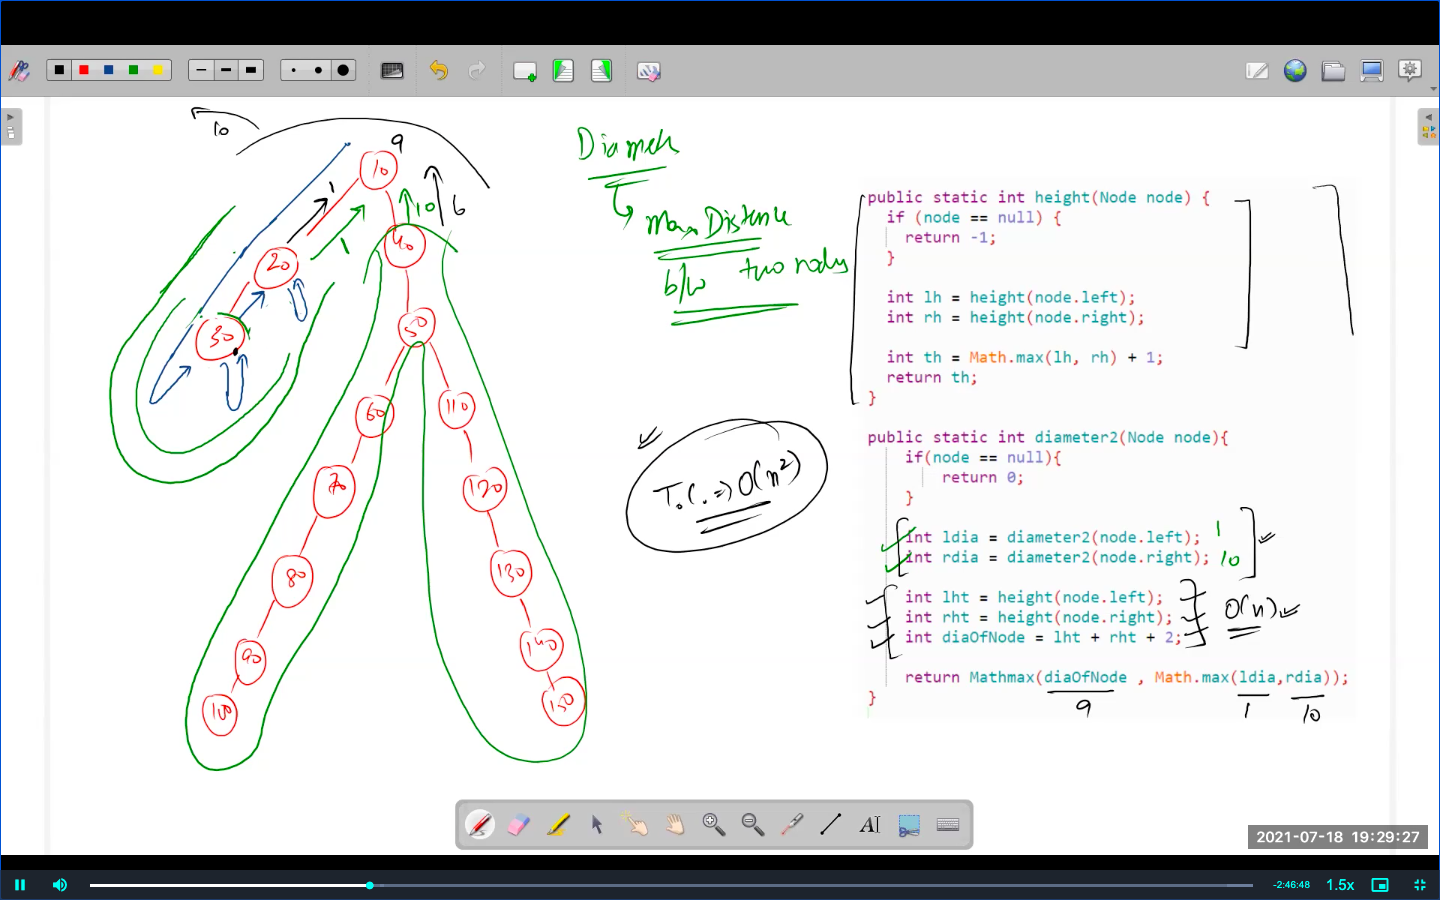 10
9
10
1
1
10
6
20
40
30
50
60
110
70
120
80
130
90
140
100
150
Max Distance
b/w two nodes
T.C. => O(n²)
public static int height(Node node) {
if (node == null) {
return -1;
}
int lh = height(node.left);
int rh = height(node.right);
int th = Math.max(lh, rh) + 1;
return th;
}
public static int diameter2(Node node){
if(node == null){
return 0;
}
int ldia = diameter2(node.left); 1
int rdia = diameter2(node.right); 10
int lht = height(node.left);
int rht = height(node.right); O(n)
int diaOfNode = lht + rht + 2;
return Mathmax(diaOfNode , Math.max(ldia,rdia));
}
9 1 10
AI
2021-07-18 19:29:27
-2:46:48 1.5x